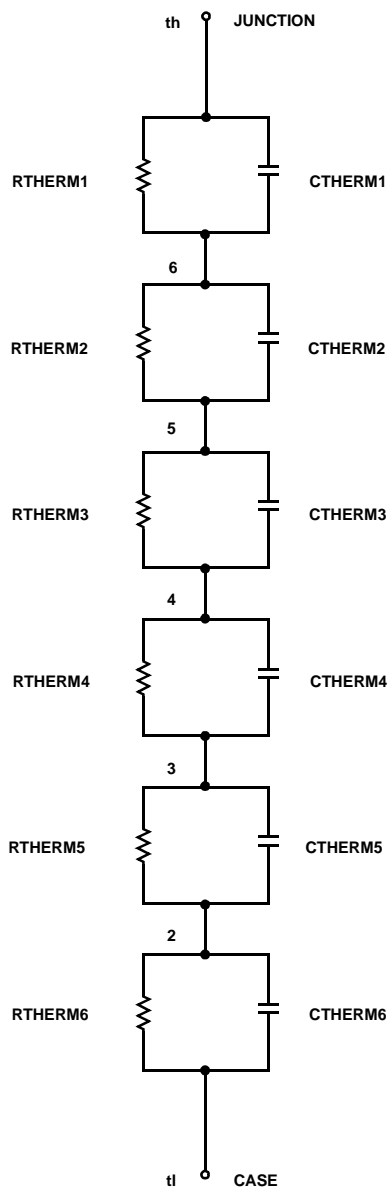 th JUNCTION
RTHERM1 CTHERM1
6
RTHERM2 CTHERM2
5
RTHERM3 CTHERM3
4
RTHERM4 CTHERM4
3
RTHERM5 CTHERM5
2
RTHERM6 CTHERM6
tl CASE